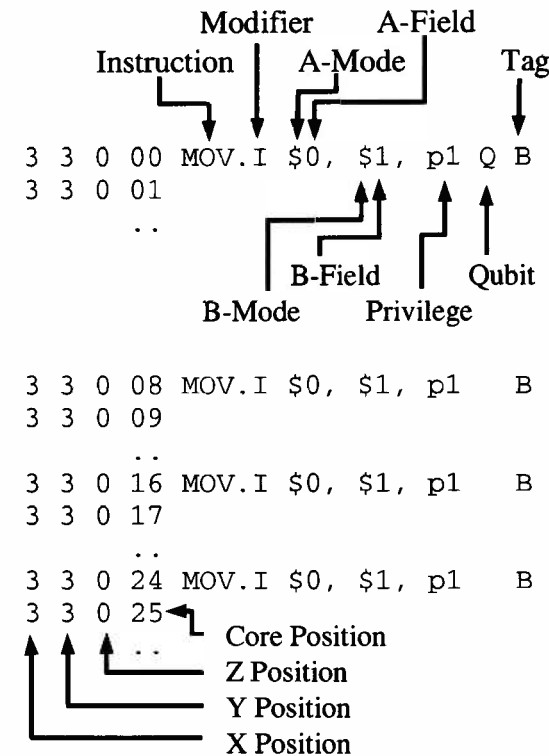 Modifier A-Field
Instruction A-Mode Tag
3 3 0 00 MOV.I $0, $1, p1 Q B
3 3 0 01
..
B-Field Qubit
B-Mode Privilege
3 3 0 08 MOV.I $0, $1, p1 B
3 3 0 09
..
3 3 0 16 MOV.I $0, $1, p1 B
3 3 0 17
..
3 3 0 24 MOV.I $0, $1, p1 B
3 3 0 25
Core Position
..
Z Position
Y Position
X Position